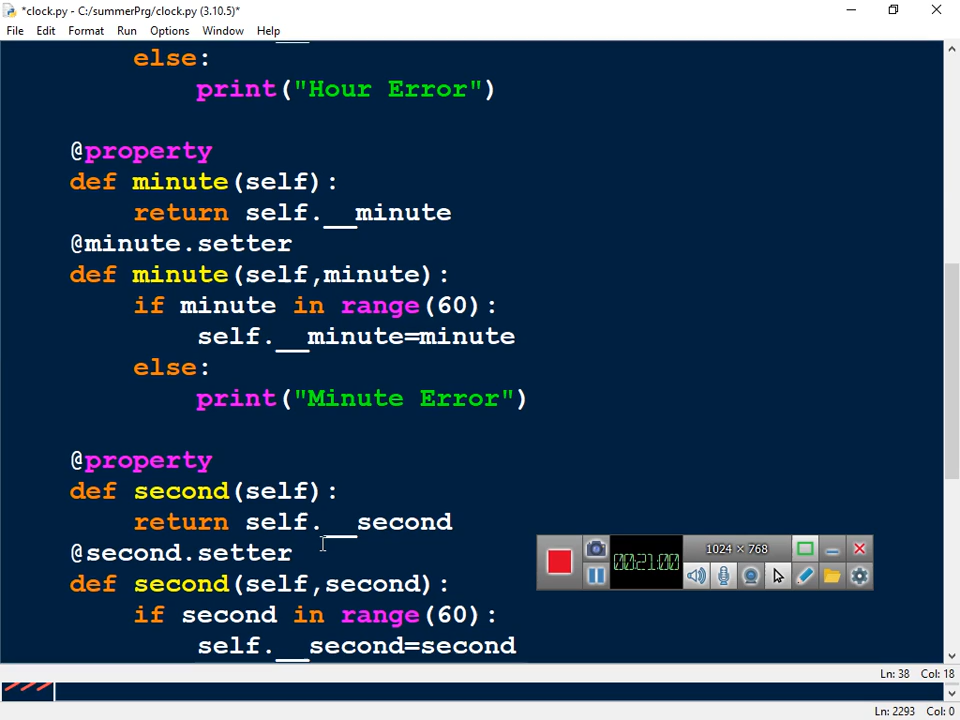 *clock.py - C:/summerPrg/clock.py (3.10.5)*
File Edit Format Run Options Window Help
else:
print("Hour Error")
@property
def minute(self):
return self.__minute
@minute.setter
def minute(self,minute):
if minute in range(60):
self.__minute=minute
else:
print("Minute Error")
@property
def second(self):
return self.__second
@second.setter
def second(self,second):
if second in range(60):
self.__second=second
1024 × 768
00:21:00
Ln: 38 Col: 18
Ln: 2293 Col: 0